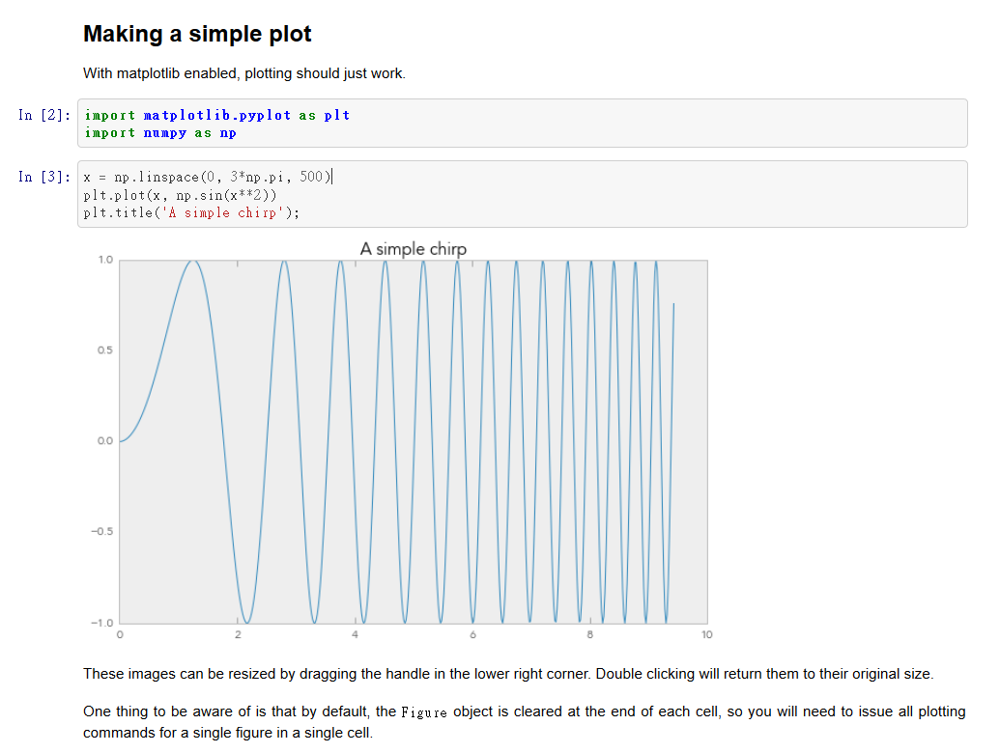 Making a simple plot
With matplotlib enabled, plotting should just work.
In [2]: import matplotlib.pyplot as plt
import numpy as np
In [3]: x = np.linspace(0, 3*np.pi, 500)
plt.plot(x, np.sin(x**2))
plt.title('A simple chirp');
A simple chirp
1.0
0.5
0.0
−0.5
−1.0
0 2 4 6 8 10
These images can be resized by dragging the handle in the lower right corner. Double clicking will return them to their original size.
One thing to be aware of is that by default, the Figure object is cleared at the end of each cell, so you will need to issue all plotting
commands for a single figure in a single cell.